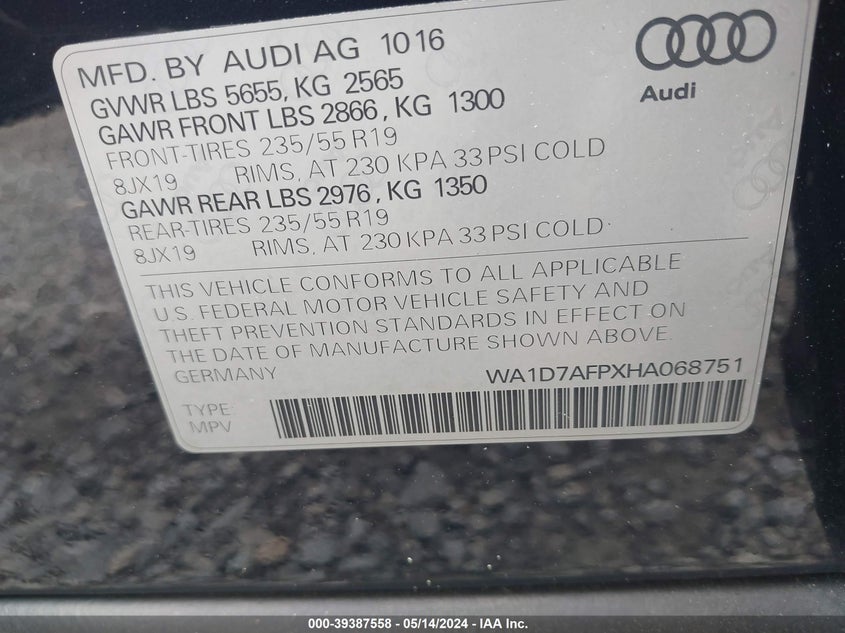 MFD. BY AUDI AG 1016
GVWR LBS 5655, KG 2565
GAWR FRONT LBS 2866, KG 1300
FRONT-TIRES 235/55 R19
8JX19 RIMS, AT 230 KPA 33 PSI COLD
GAWR REAR LBS 2976, KG 1350
REAR-TIRES 235/55 R19
8JX19 RIMS, AT 230 KPA 33 PSI COLD
Audi
THIS VEHICLE CONFORMS TO ALL APPLICABLE
U.S. FEDERAL MOTOR VEHICLE SAFETY AND
THEFT PREVENTION STANDARDS IN EFFECT ON
THE DATE OF MANUFACTURE SHOWN ABOVE.
GERMANY WA1D7AFPXHA068751
TYPE:
MPV
000-39387558 - 05/14/2024 - IAA Inc.